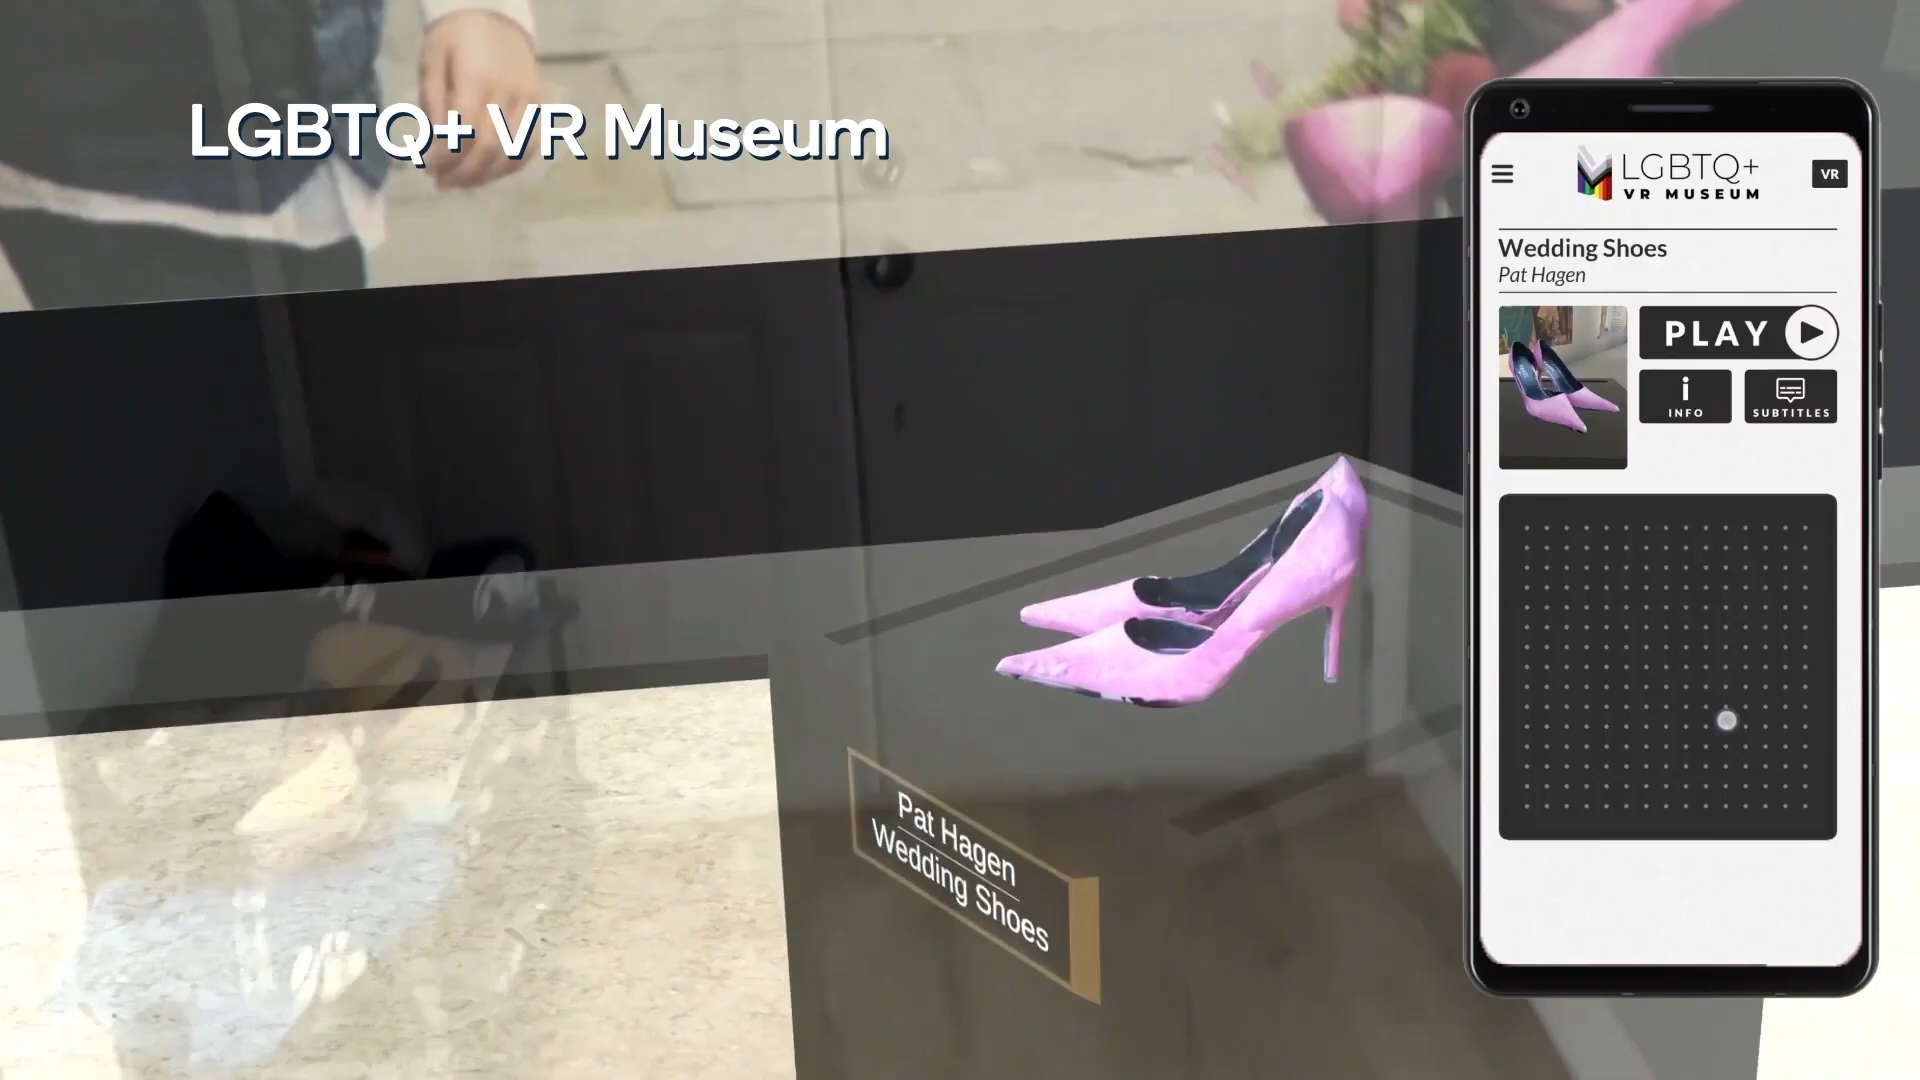 LGBTQ+ VR Museum
LGBTQ+
VR MUSEUM
VR
Wedding Shoes
Pat Hagen
PLAY
INFO
SUBTITLES
Pat Hagen
Wedding Shoes